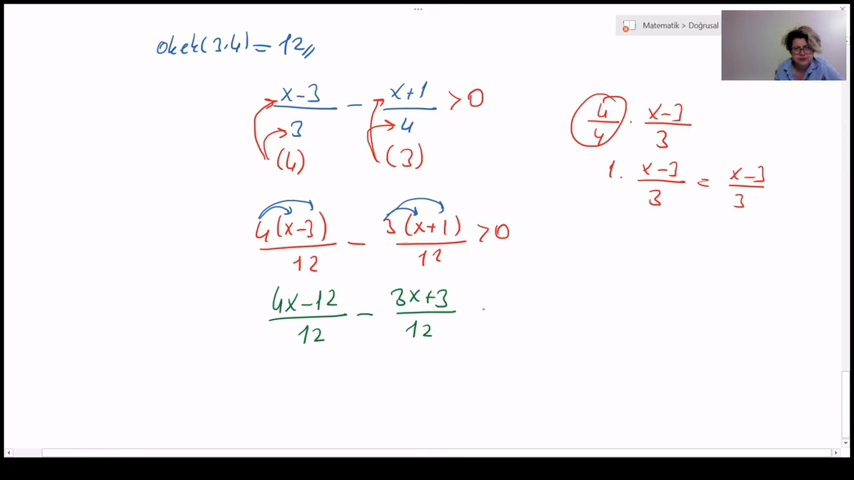 Matematik > Doğrusal
okek(3,4) = 12//
x-3/3 - x+1/4 > 0
(4) (3)
4(x-3)/12 - 3(x+1)/12 > 0
4x-12/12 - 3x+3/12
4/4 · x-3/3
1. x-3/3 = x-3/3